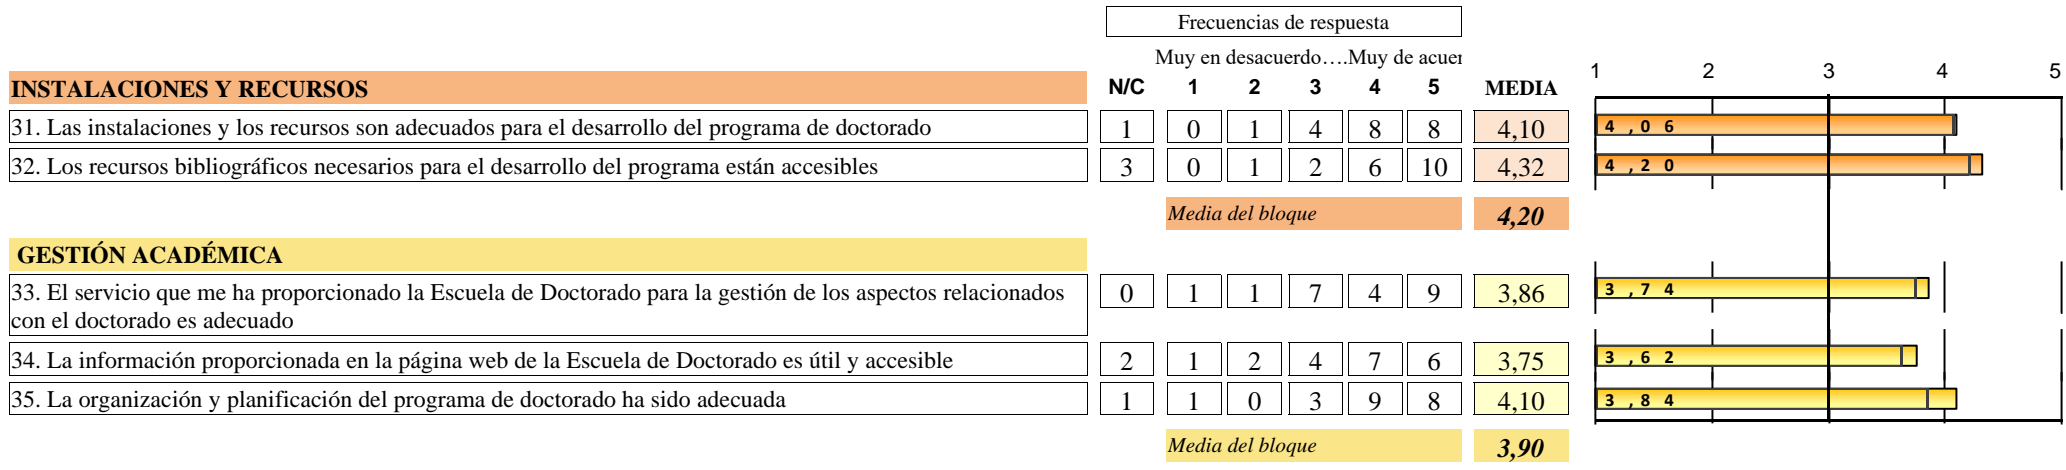 Frecuencias de respuesta
Muy en desacuerdo….Muy de acuer
INSTALACIONES Y RECURSOS N/C 1 2 3 4 5 MEDIA 1 2 3 4 5
31. Las instalaciones y los recursos son adecuados para el desarrollo del programa de doctorado 1 0 1 4 8 8 4,10 4,06
32. Los recursos bibliográficos necesarios para el desarrollo del programa están accesibles 3 0 1 2 6 10 4,32 4,20
Media del bloque 4,20
GESTIÓN ACADÉMICA
33. El servicio que me ha proporcionado la Escuela de Doctorado para la gestión de los aspectos relacionados 0 1 1 7 4 9 3,86 3,74
con el doctorado es adecuado
34. La información proporcionada en la página web de la Escuela de Doctorado es útil y accesible 2 1 2 4 7 6 3,75 3,62
35. La organización y planificación del programa de doctorado ha sido adecuada 1 1 0 3 9 8 4,10 3,84
Media del bloque 3,90